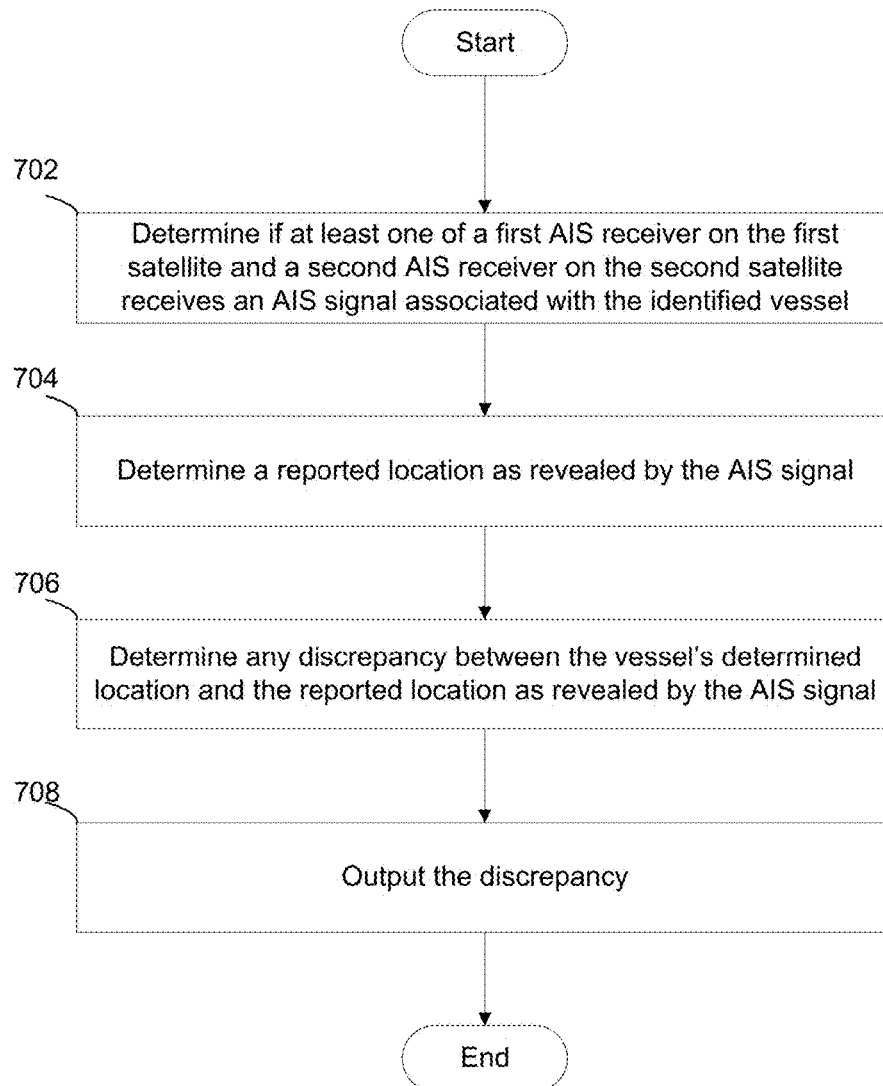 Start
702
Determine if at least one of a first AIS receiver on the first
satellite and a second AIS receiver on the second satellite
receives an AIS signal associated with the identified vessel
704
Determine a reported location as revealed by the AIS signal
706
Determine any discrepancy between the vessel's determined
location and the reported location as revealed by the AIS signal
708
Output the discrepancy
End